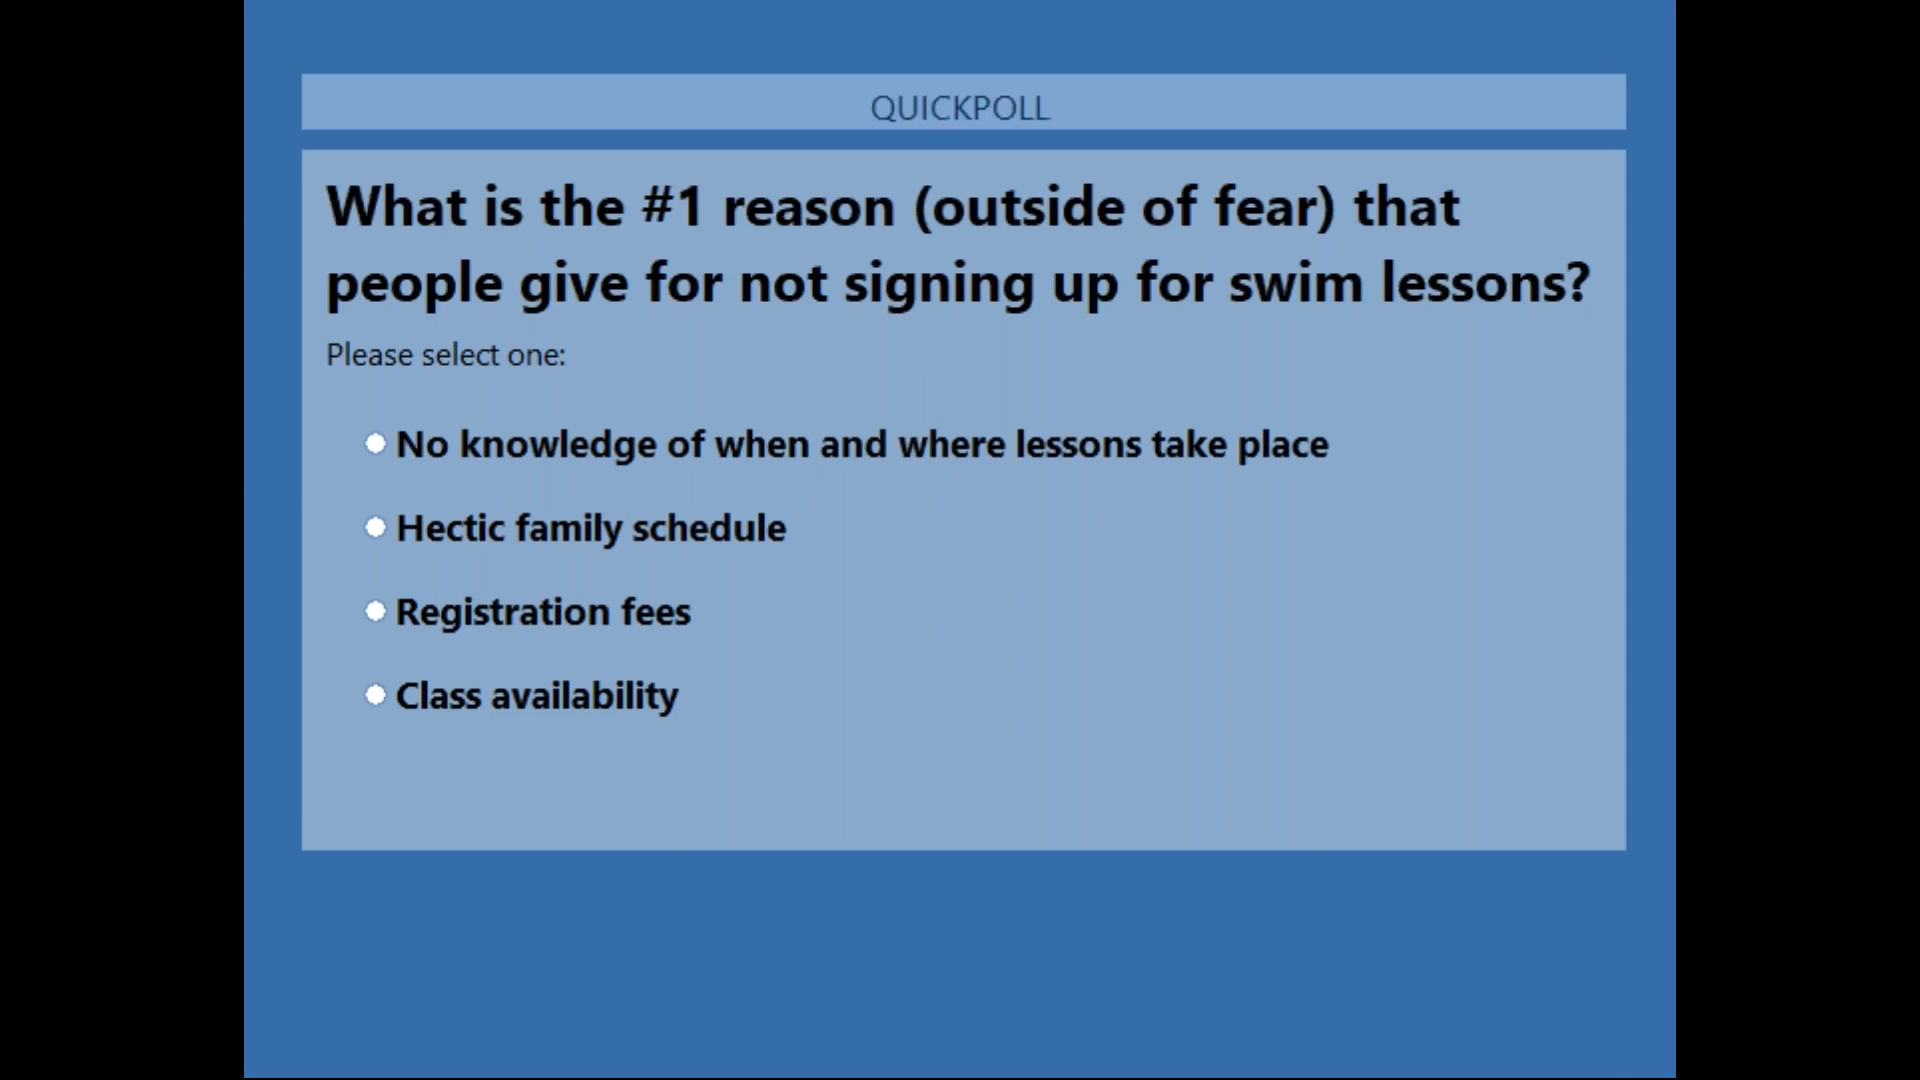 QUICKPOLL
What is the #1 reason (outside of fear) that
people give for not signing up for swim lessons?
Please select one:
No knowledge of when and where lessons take place
Hectic family schedule
Registration fees
Class availability